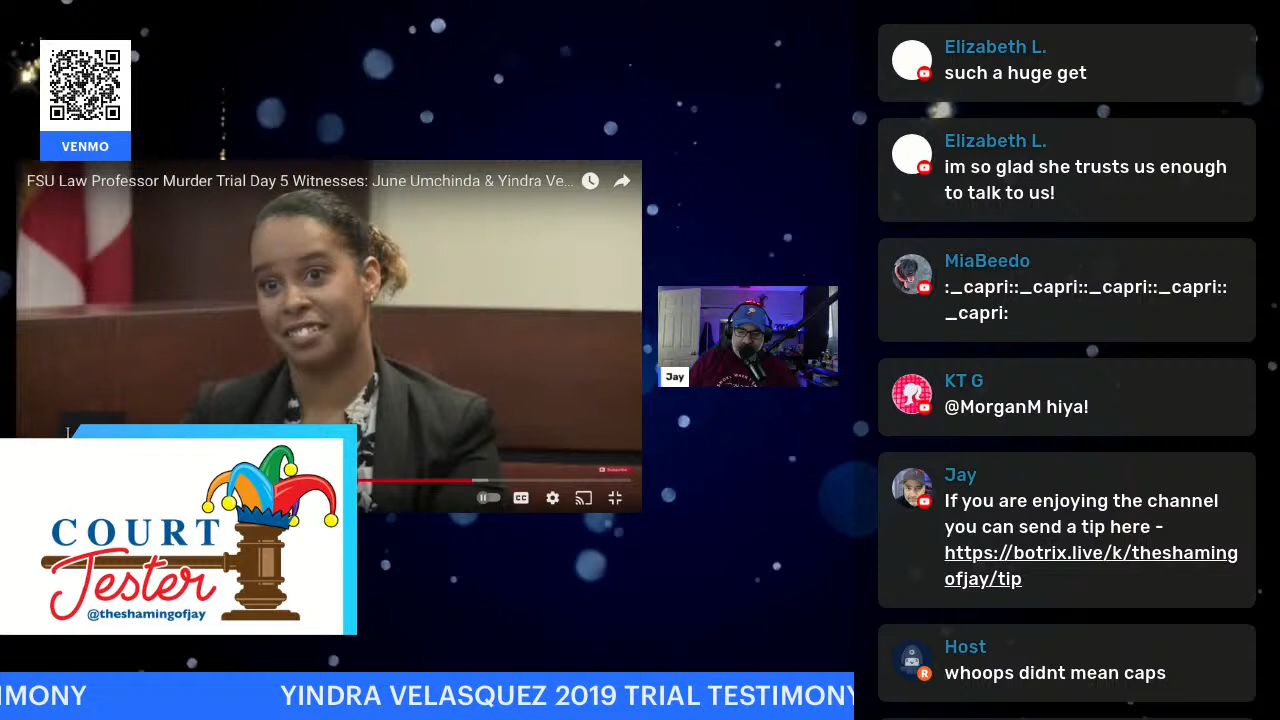 VENMO
FSU Law Professor Murder Trial Day 5 Witnesses: June Umchinda & Yindra Ve...
Subscribe
CC
Jay
COURT
Jester
@theshamingofjay
IMONY
YINDRA VELASQUEZ 2019 TRIAL TESTIMONY
Elizabeth L.
such a huge get
Elizabeth L.
im so glad she trusts us enough
to talk to us!
MiaBeedo
:_capri::_capri::_capri::_capri::
_capri:
KT G
@MorganM hiya!
Jay
If you are enjoying the channel
you can send a tip here -
https://botrix.live/k/theshaming
ofjay/tip
Host
whoops didnt mean caps